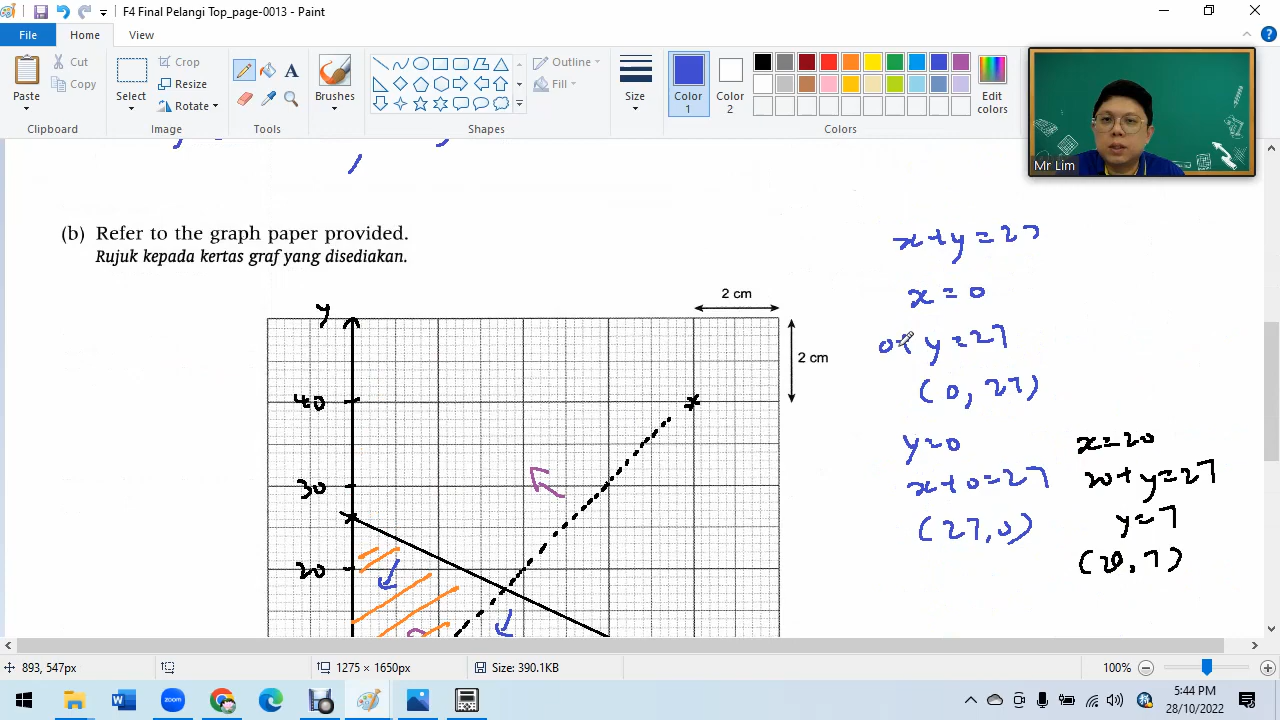 F4 Final Pelangi Top_page-0013 - Paint
File
Home
View
Paste
Cut
Copy
Clipboard
Select
Crop
Resize
Rotate
Image
Tools
Brushes
Shapes
Outline
Fill
Size
Color 1
Color 2
Edit colors
Colors
Mr Lim
(b) Refer to the graph paper provided.
Rujuk kepada kertas graf yang disediakan.
2 cm
2 cm
y
40
30
20
x+y=27
x=0
0+y=27
(0, 27)
y=0
x+0=27
(27,0)
x=20
20+y=27
y=7
(20,7)
893, 547px
1275 × 1650px
Size: 390.1KB
100%
zoom
5:44 PM
28/10/2022